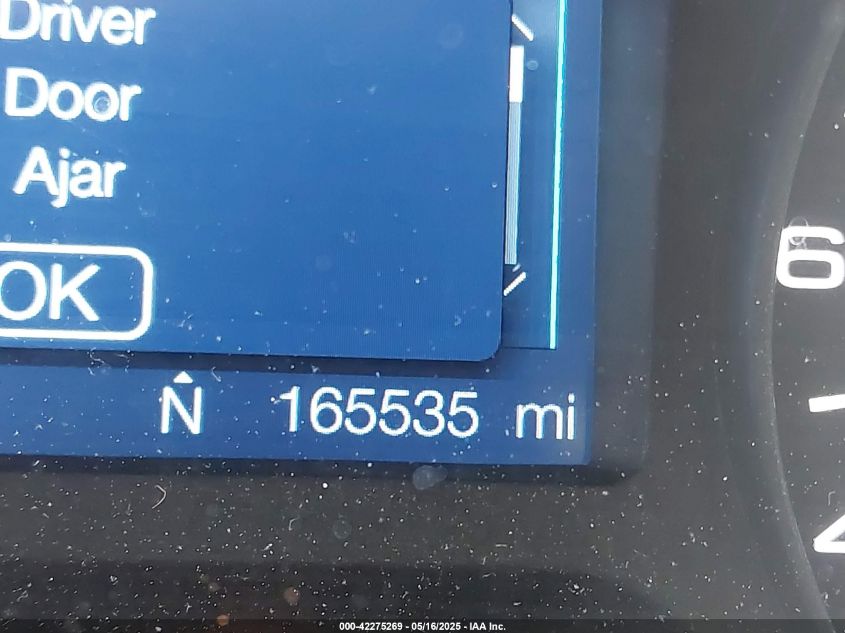 Driver
Door
Ajar
OK
N 165535 mi
6
4
000-42275269 - 05/16/2025 - IAA Inc.